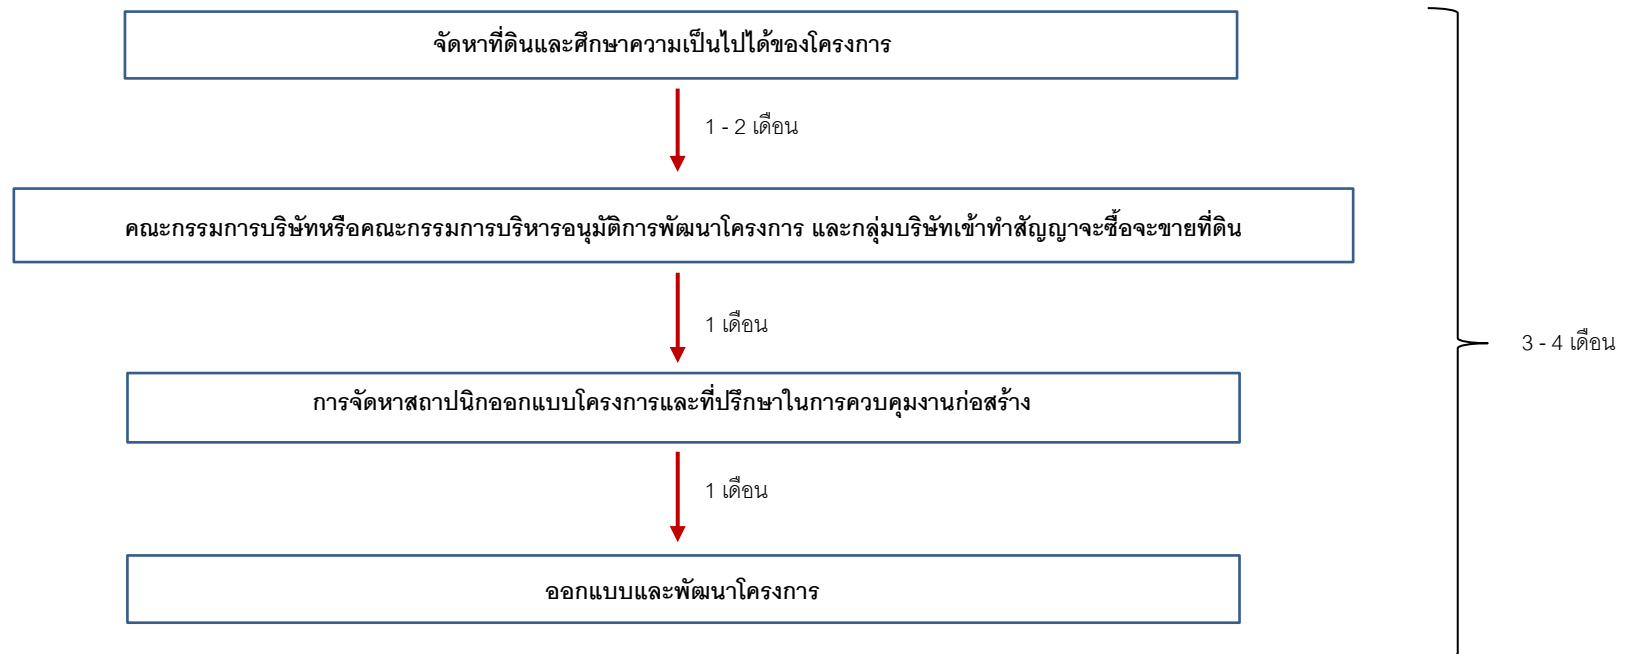 จัดหาที่ดินและศึกษาความเป็นไปได้ของโครงการ
1 - 2 เดือน
คณะกรรมการบริษัทหรือคณะกรรมการบริหารอนุมัติการพัฒนาโครงการ และกลุ่มบริษัทเข้าทำสัญญาจะซื้อจะขายที่ดิน
1 เดือน
3 - 4 เดือน
การจัดหาสถาปนิกออกแบบโครงการและที่ปรึกษาในการควบคุมงานก่อสร้าง
1 เดือน
ออกแบบและพัฒนาโครงการ